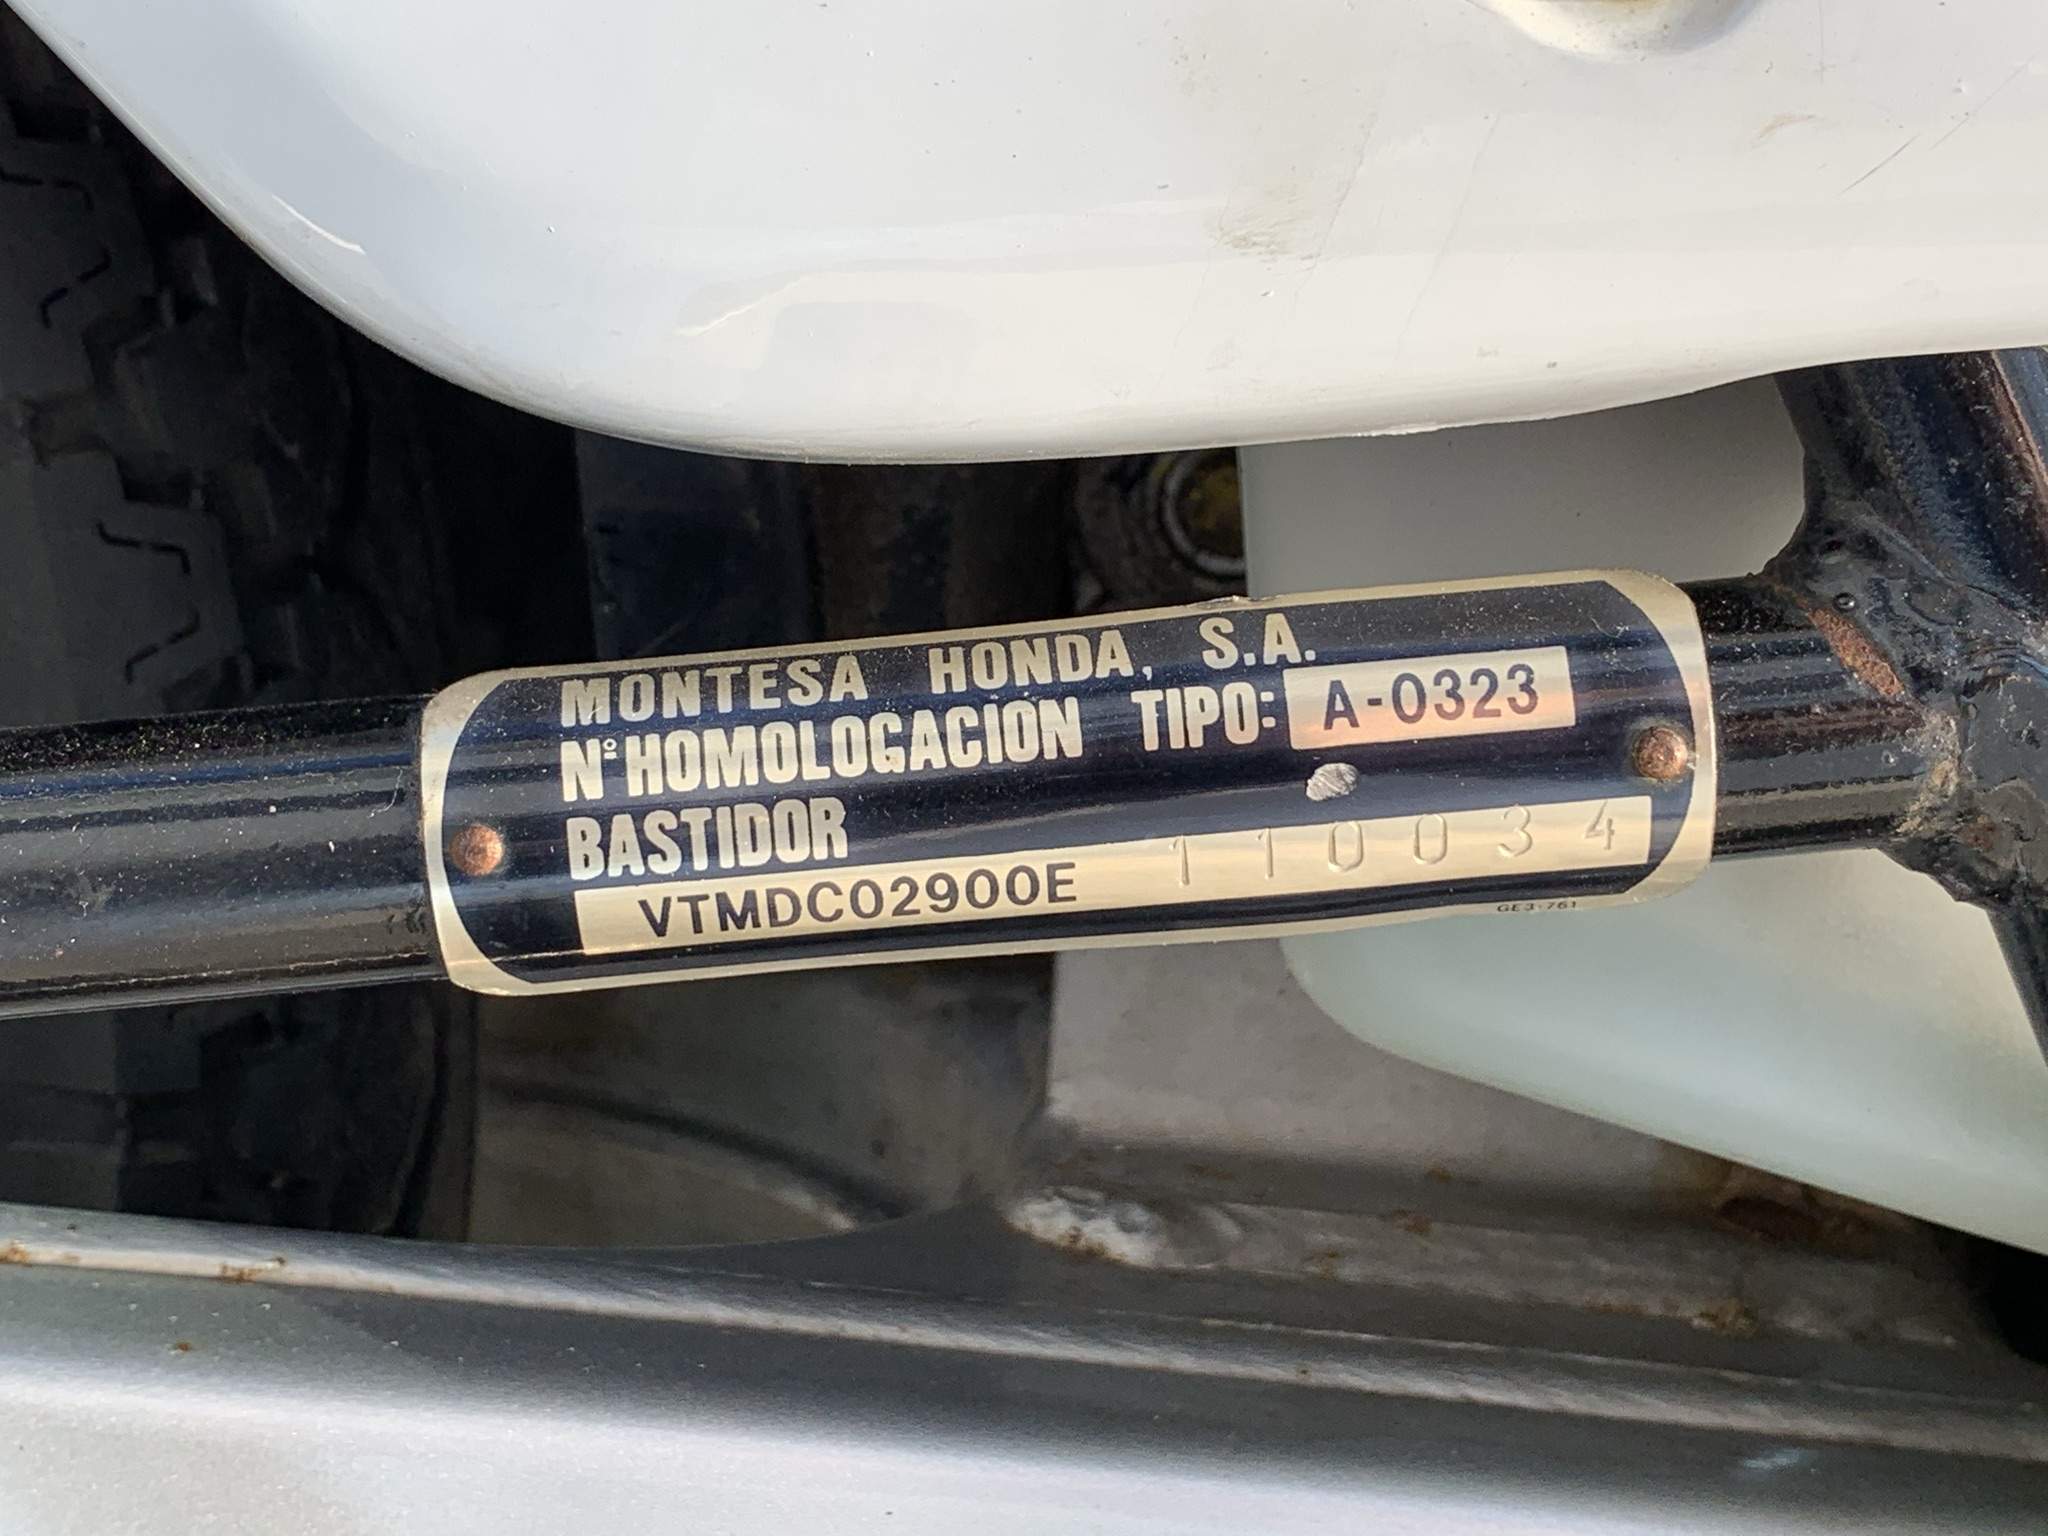 MONTESA HONDA, S.A.
Nº HOMOLOGACION TIPO: A-0323
BASTIDOR
VTMDC02900E 110034
GE3-761